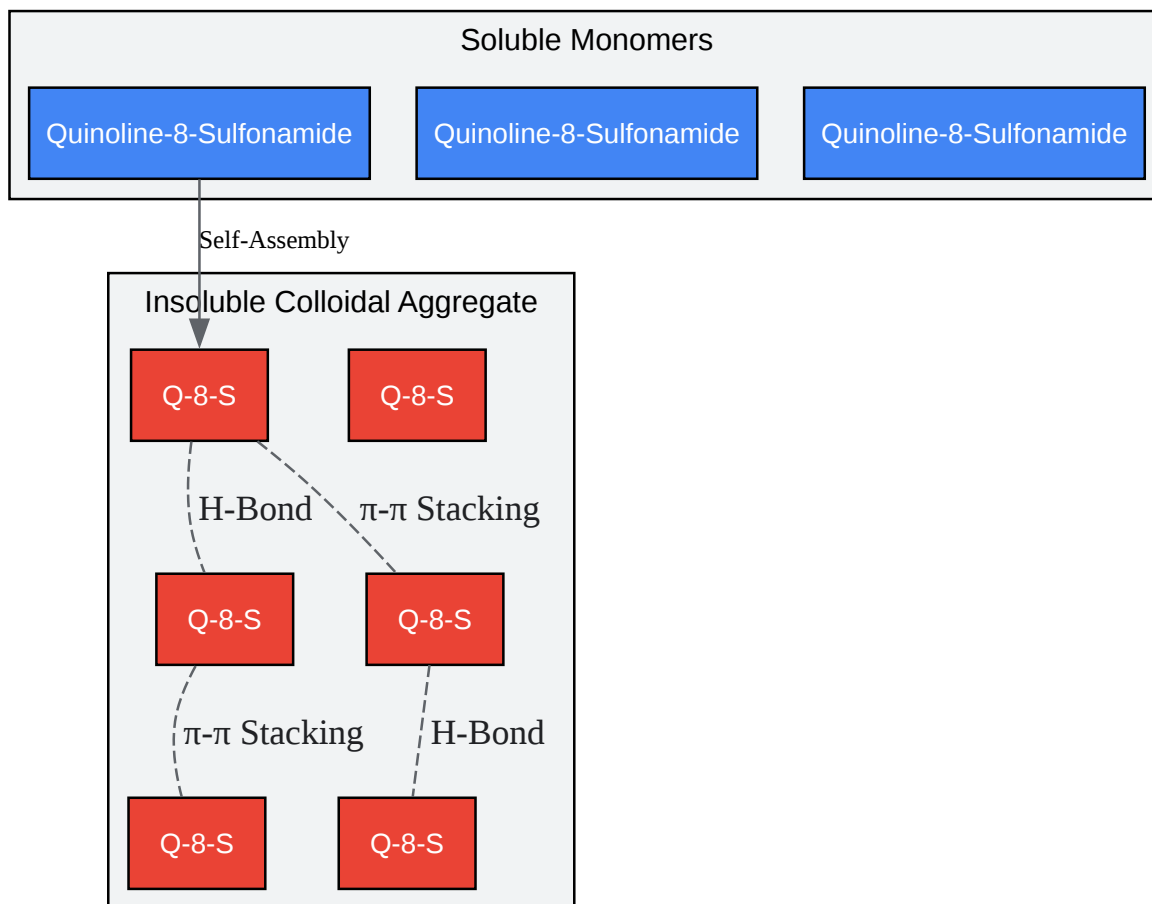 Soluble Monomers
Quinoline-8-Sulfonamide
Quinoline-8-Sulfonamide
Quinoline-8-Sulfonamide
Self-Assembly
Insoluble Colloidal Aggregate
Q-8-S
Q-8-S
H-Bond
π-π Stacking
Q-8-S
Q-8-S
π-π Stacking
H-Bond
Q-8-S
Q-8-S